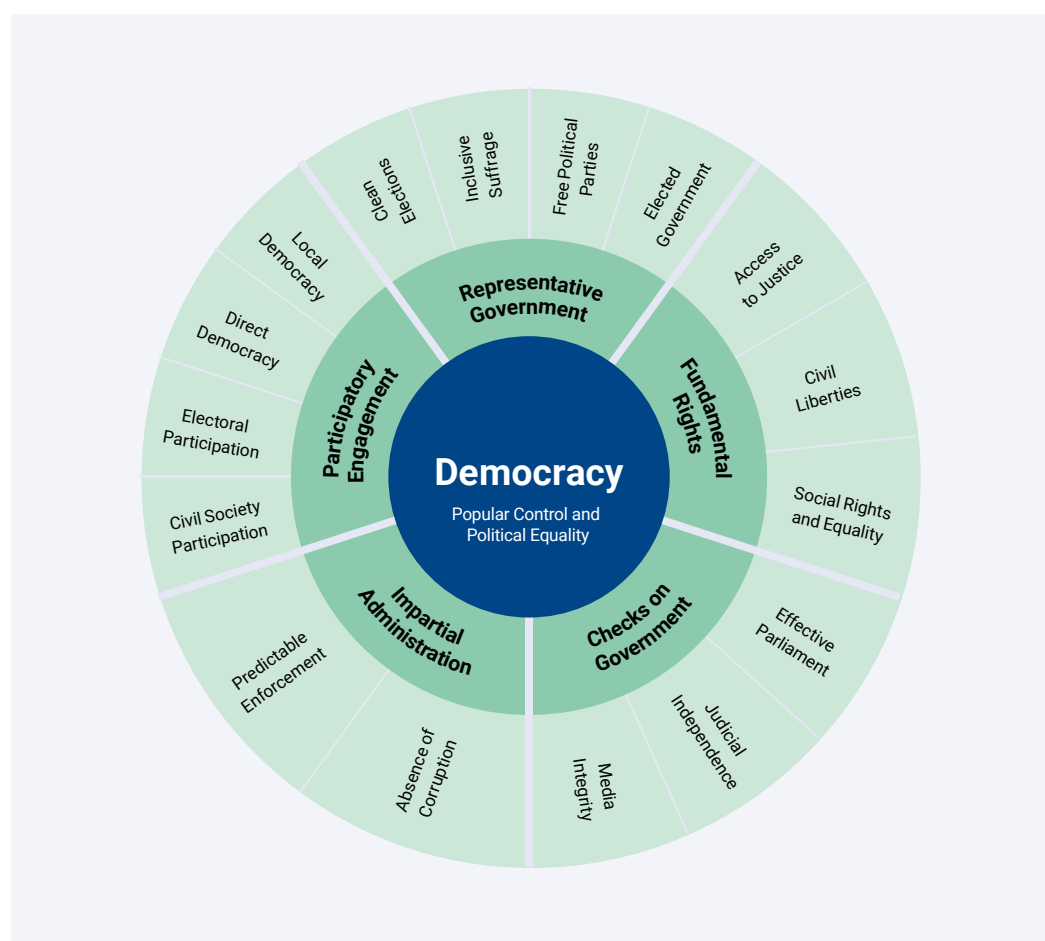 Democracy
Popular Control and
Political Equality
Representative
Government
Clean
Elections
Inclusive
Suffrage
Free Political
Parties
Elected
Government
Fundamental
Rights
Access
to Justice
Civil
Liberties
Social Rights
and Equality
Checks on
Government
Effective
Parliament
Judicial
Independence
Media
Integrity
Impartial
Administration
Absence of
Corruption
Predictable
Enforcement
Participatory
Engagement
Civil Society
Participation
Electoral
Participation
Direct
Democracy
Local
Democracy